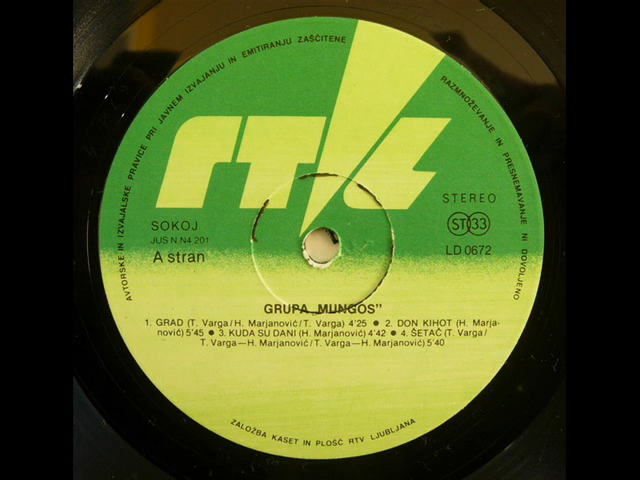 AVTORSKE IN IZVAJALSKE PRAVICE PRI JAVNEM IZVAJANJU IN EMITIRANJU ZAŠČITENE
RAZMNOŽEVANJE IN PRESNEMAVANJE NI DOVOLJENO
RTL
SOKOJ
JUS N N4 201
A stran
STEREO
ST 33
LD 0672
GRUPA „MUNGOS"
1. GRAD (T. Varga/H. Marjanović/T. Varga) 4'25 ● 2. DON KIHOT (H. Marja-
nović) 5'45 ● 3. KUDA SU DANI (H. Marjanović) 4'42 ● 4. ŠETAČ (T. Varga/
T. Varga—H. Marjanović/T. Varga—H. Marjanović) 5'40
ZALOŽBA KASET IN PLOŠČ RTV LJUBLJANA